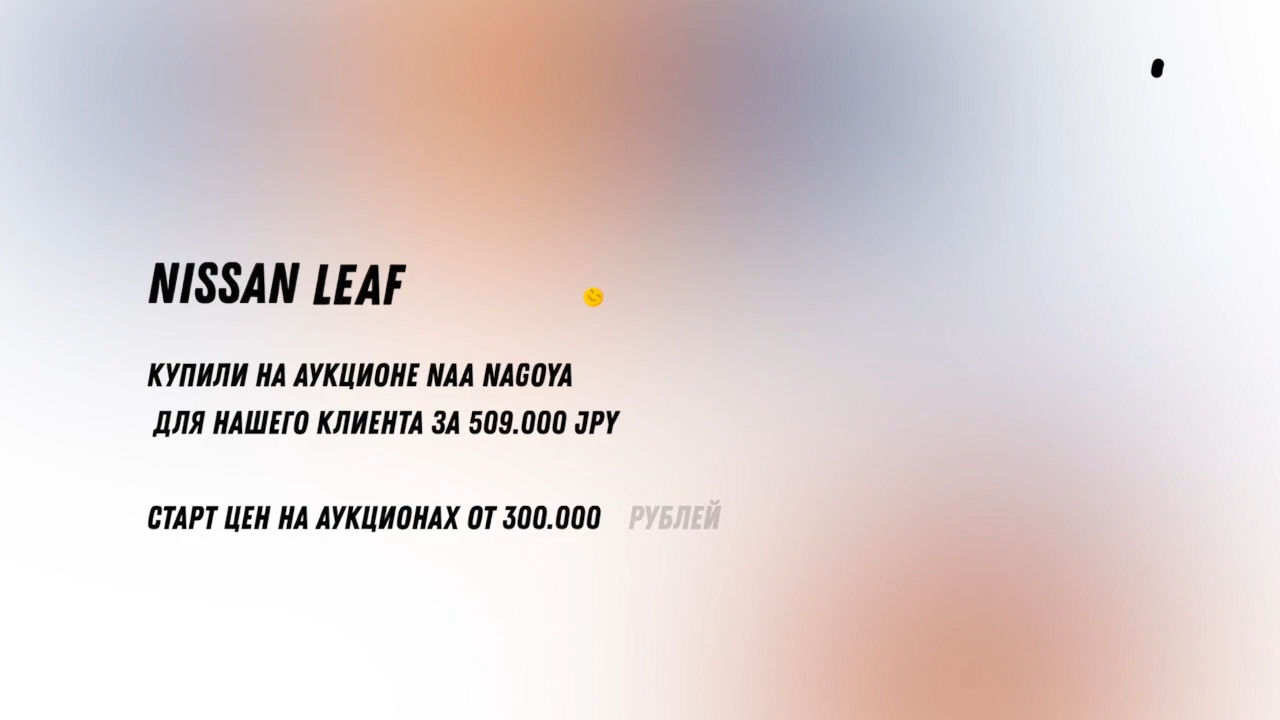 NISSAN LEAF
КУПИЛИ НА АУКЦИОНЕ NAA NAGOYA
ДЛЯ НАШЕГО КЛИЕНТА ЗА 509.000 JPY
СТАРТ ЦЕН НА АУКЦИОНАХ ОТ 300.000 РУБЛЕЙ